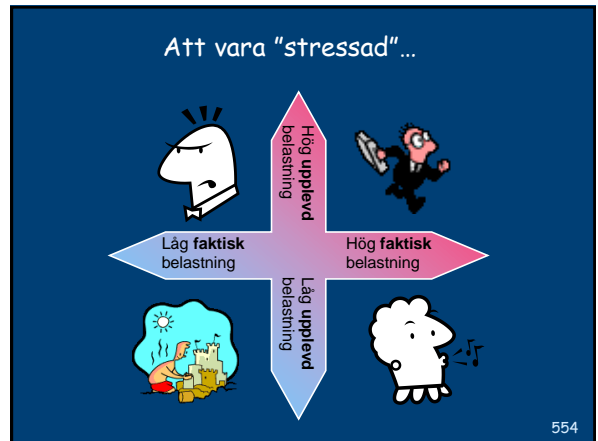 Att vara ”stressad”…
Hög upplevd
belastning
Låg faktisk
belastning
Hög faktisk
belastning
Låg upplevd
belastning
554